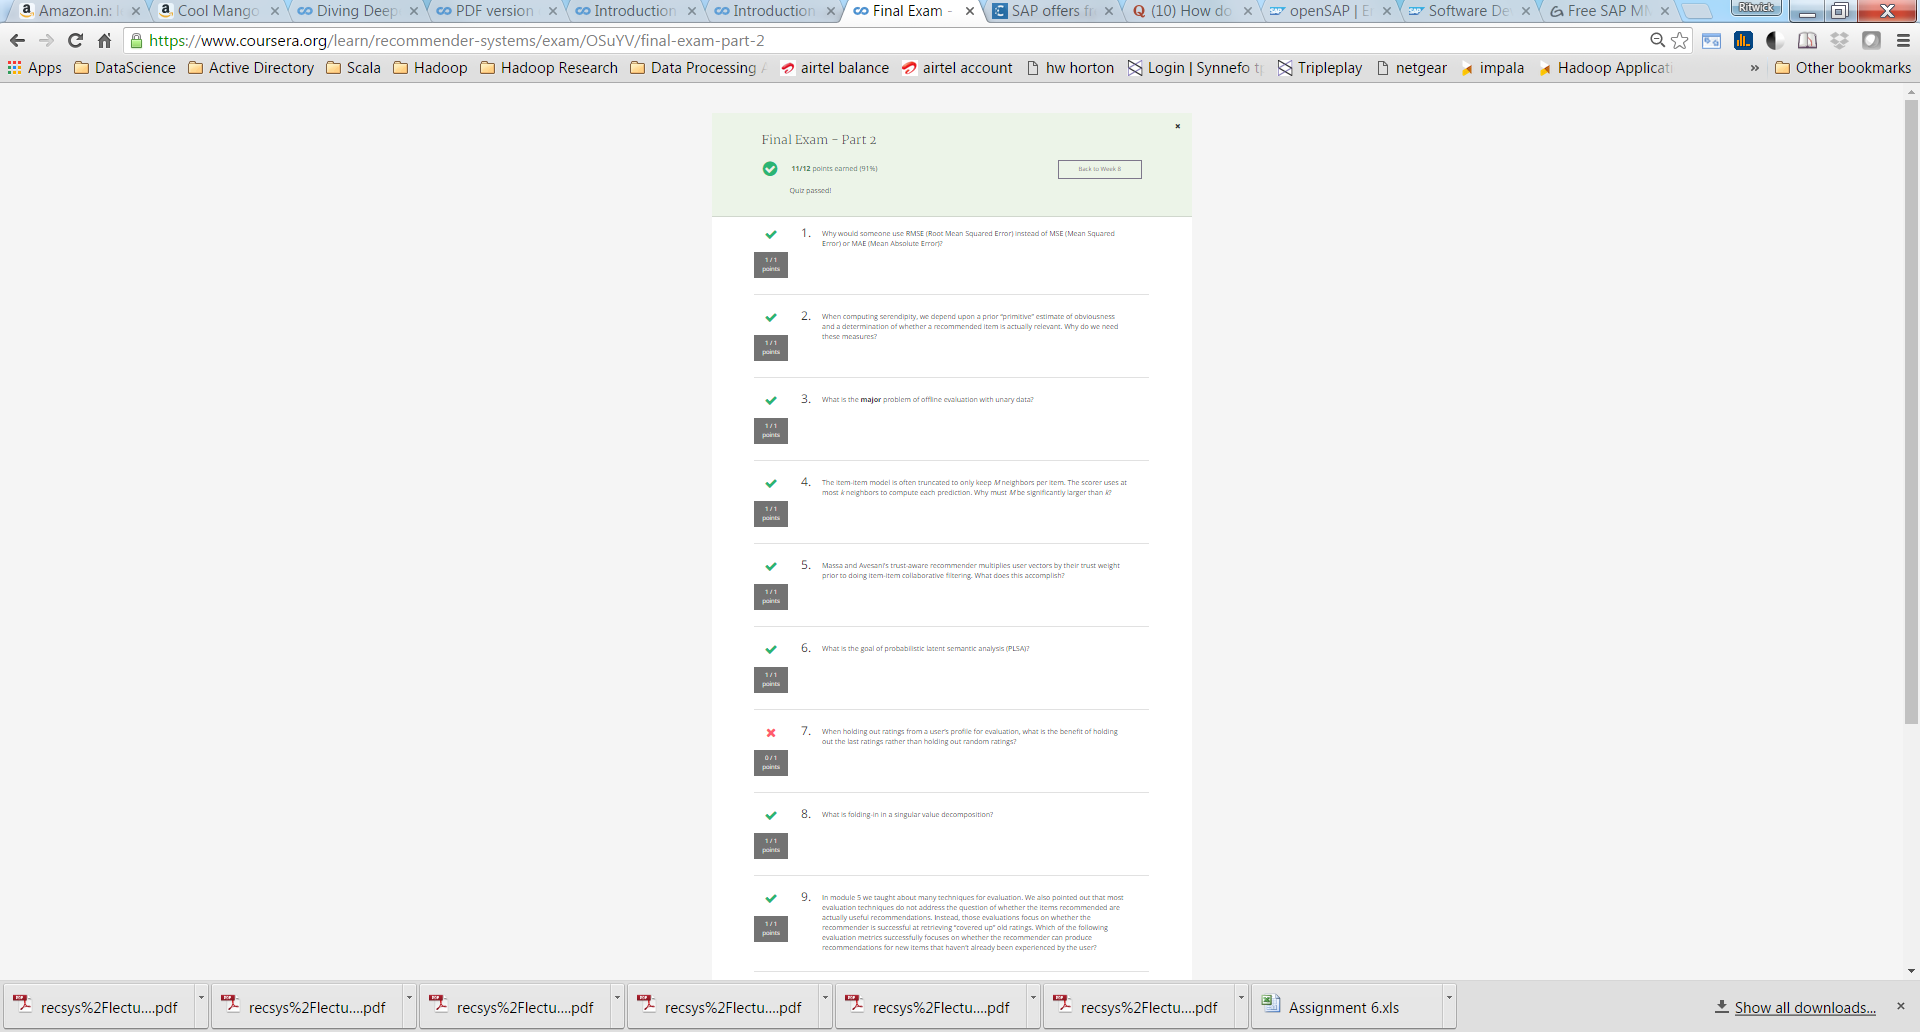 Amazon.in: l
Cool Mango
Diving Deep
PDF version
Introduction
Introduction
Final Exam -
SAP offers fr
(10) How do
openSAP | E
Software De
Free SAP MM
Ritwick
https://www.coursera.org/learn/recommender-systems/exam/OSuYV/final-exam-part-2
Apps DataScience Active Directory Scala Hadoop Hadoop Research Data Processing airtel balance airtel account hw horton Login | Synnefo Tripleplay netgear impala Hadoop Applicati » Other bookmarks
Final Exam - Part 2
11/12 points earned (91%)
Back to Week 8
Quiz passed!
1. Why would someone use RMSE (Root Mean Squared Error) instead of MSE (Mean Squared
Error) or MAE (Mean Absolute Error)?
1 / 1
points
2. When computing serendipity, we depend upon a prior "primitive" estimate of obviousness
and a determination of whether a recommended item is actually relevant. Why do we need
these measures?
1 / 1
points
3. What is the major problem of offline evaluation with unary data?
1 / 1
points
4. The item-item model is often truncated to only keep M neighbors per item. The scorer uses at
most k neighbors to compute each prediction. Why must M be significantly larger than k?
1 / 1
points
5. Massa and Avesani's trust-aware recommender multiplies user vectors by their trust weight
prior to doing item-item collaborative filtering. What does this accomplish?
1 / 1
points
6. What is the goal of probabilistic latent semantic analysis (PLSA)?
1 / 1
points
7. When holding out ratings from a user's profile for evaluation, what is the benefit of holding
out the last ratings rather than holding out random ratings?
0 / 1
points
8. What is folding-in in a singular value decomposition?
1 / 1
points
9. In module 5 we taught about many techniques for evaluation. We also pointed out that most
evaluation techniques do not address the question of whether the items recommended are
actually useful recommendations. Instead, those evaluations focus on whether the
recommender is successful at retrieving "covered up" old ratings. Which of the following
evaluation metrics successfully focuses on whether the recommender can produce
recommendations for new items that haven't already been experienced by the user?
1 / 1
points
recsys%2Flectu....pdf
recsys%2Flectu....pdf
recsys%2Flectu....pdf
recsys%2Flectu....pdf
recsys%2Flectu....pdf
recsys%2Flectu....pdf
Assignment 6.xls
Show all downloads...